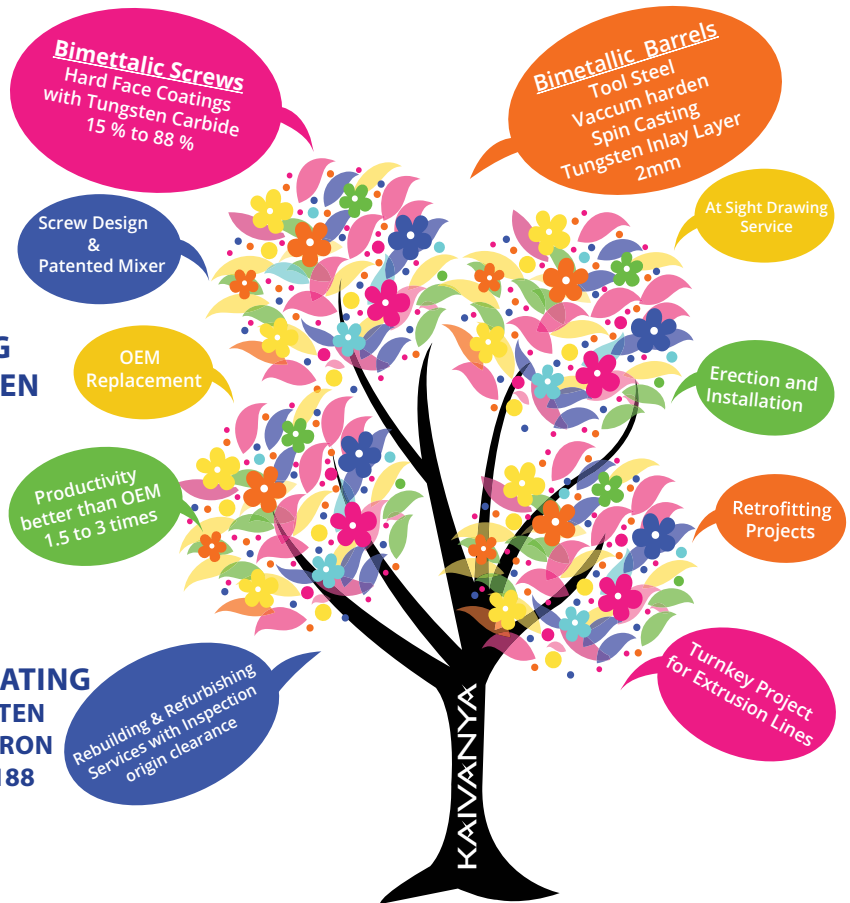 Bimettalic Screws
Hard Face Coatings
with Tungsten Carbide
15 % to 88 %
Bimetallic Barrels
Tool Steel
Vaccum harden
Spin Casting
Tungsten Inlay Layer
2mm
Screw Design
&
Patented Mixer
At Sight Drawing
Service
G
EN
OEM
Replacement
Erection and
Installation
Productivity
better than OEM
1.5 to 3 times
Retrofitting
Projects
ATING
TEN
RON
188
Rebuilding & Refurbishing
Services with Inspection
origin clearance
Turnkey Project
for Extrusion Lines
KAIVANYA